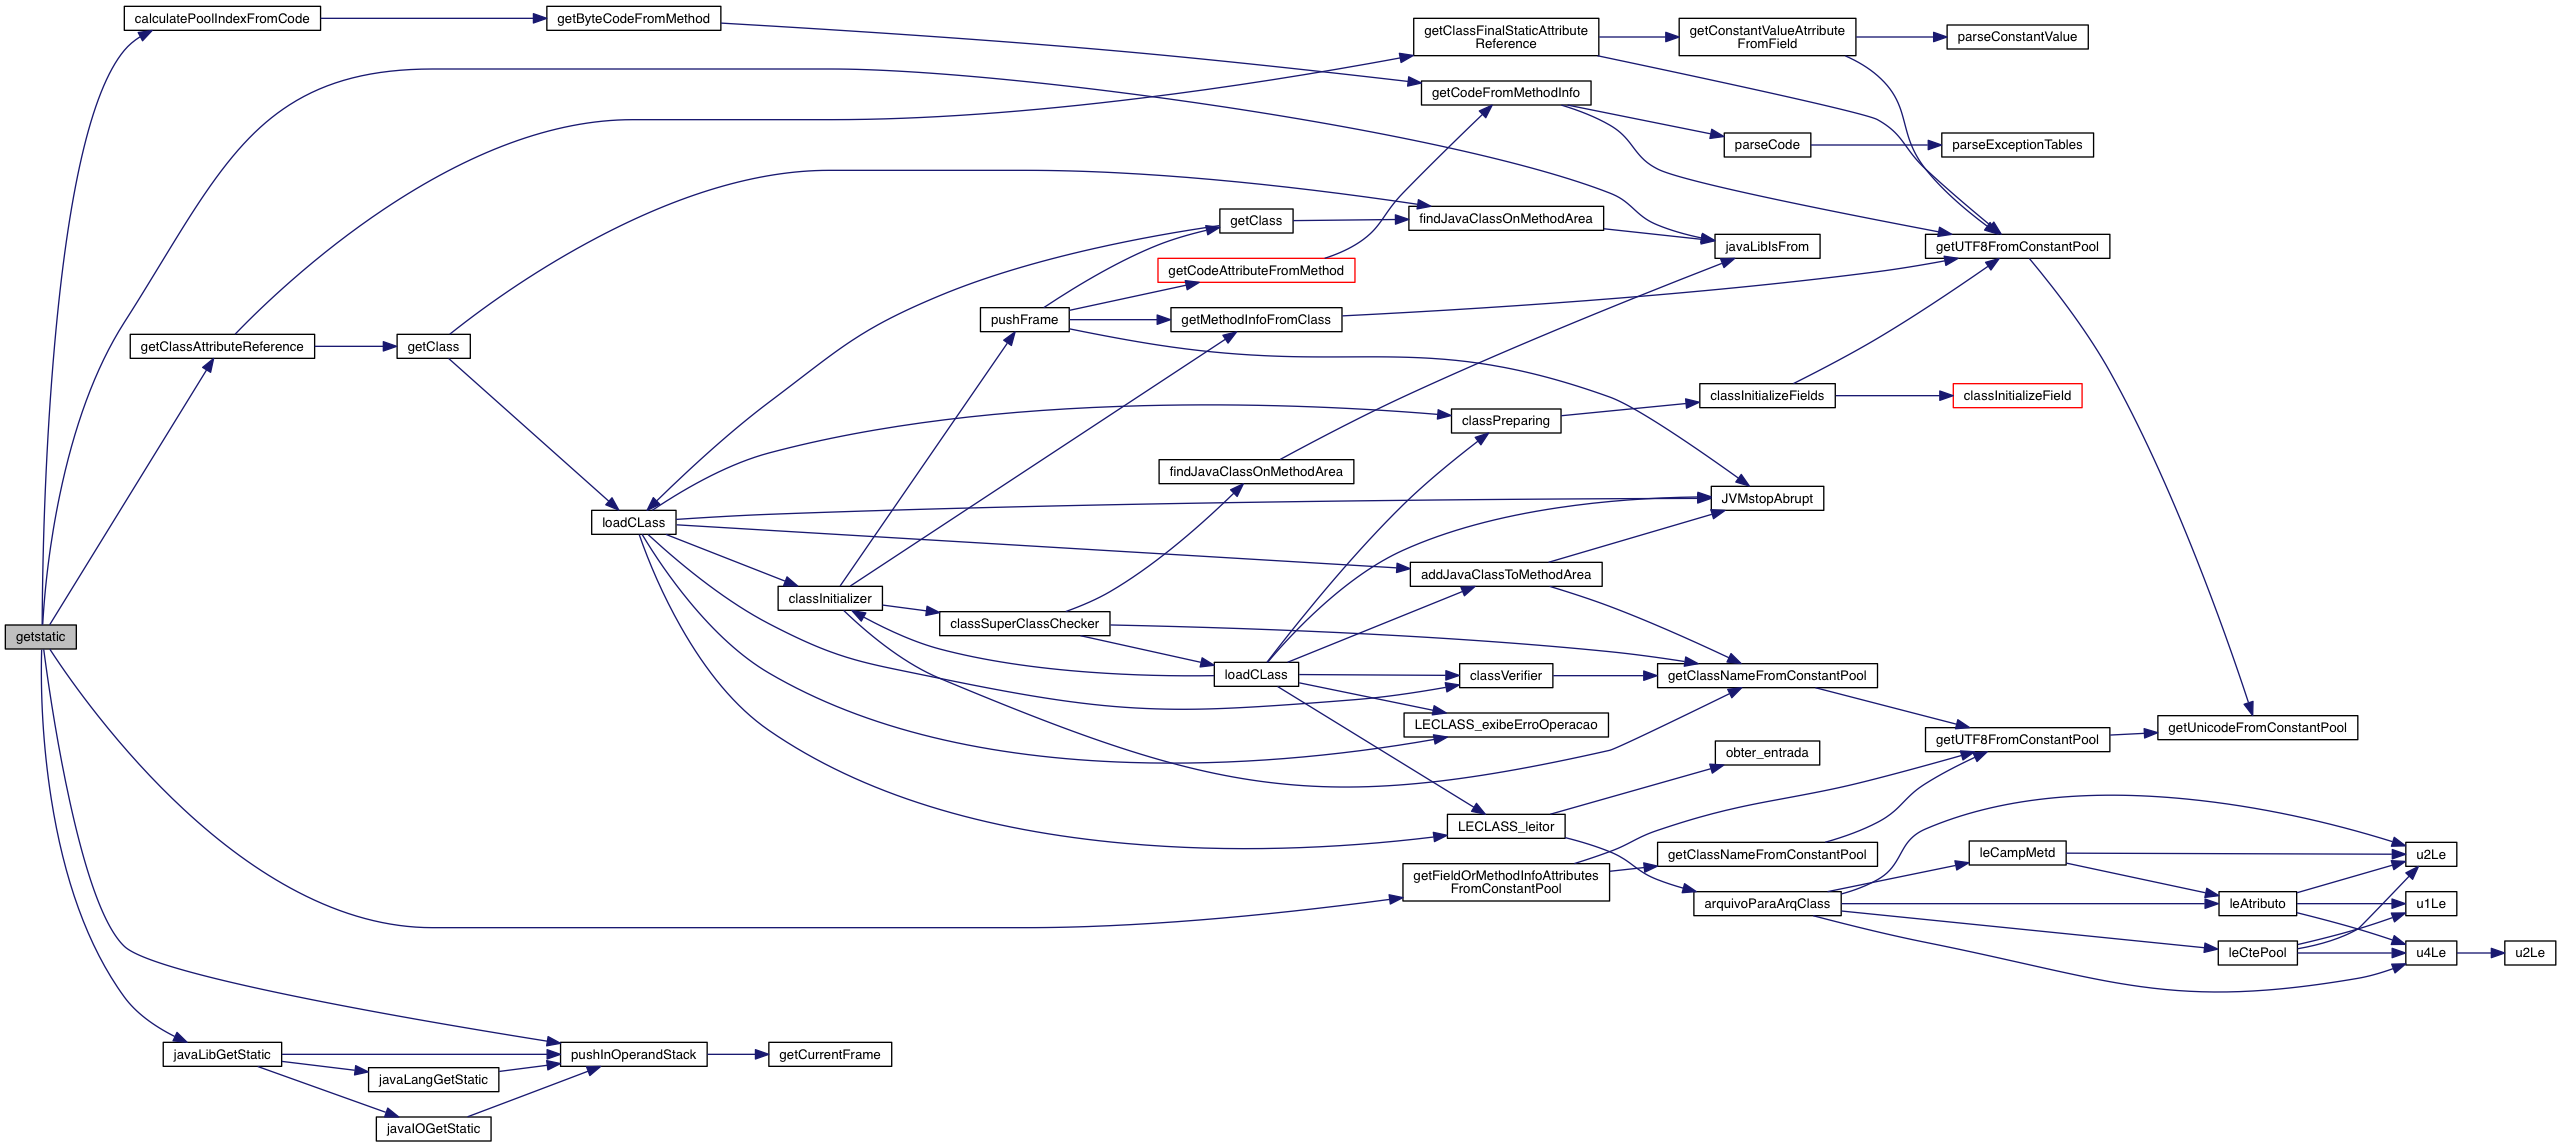 calculatePoolIndexFromCode
getByteCodeFromMethod
getClassFinalStaticAttribute
Reference
getConstantValueAtrribute
FromField
parseConstantValue
getCodeFromMethodInfo
parseCode
parseExceptionTables
getClass
findJavaClassOnMethodArea
javaLibIsFrom
getUTF8FromConstantPool
getCodeAttributeFromMethod
pushFrame
getMethodInfoFromClass
getClassAttributeReference
getClass
classInitializeFields
classInitializeField
classPreparing
findJavaClassOnMethodArea
JVMstopAbrupt
loadCLass
addJavaClassToMethodArea
classInitializer
classSuperClassChecker
getstatic
loadCLass
classVerifier
getClassNameFromConstantPool
LECLASS_exibeErroOperacao
getUTF8FromConstantPool
getUnicodeFromConstantPool
obter_entrada
LECLASS_leitor
getFieldOrMethodInfoAttributes
FromConstantPool
getClassNameFromConstantPool
leCampMetd
u2Le
arquivoParaArqClass
leAtributo
u1Le
leCtePool
u4Le
u2Le
javaLibGetStatic
pushInOperandStack
getCurrentFrame
javaLangGetStatic
javaIOGetStatic